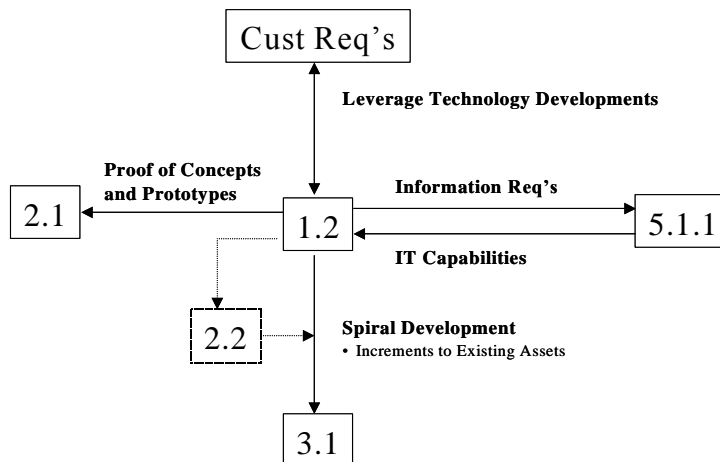 Cust Req’s
Leverage Technology Developments
Proof of Concepts
and Prototypes
Information Req’s
2.1
1.2
5.1.1
IT Capabilities
2.2
Spiral Development
• Increments to Existing Assets
3.1